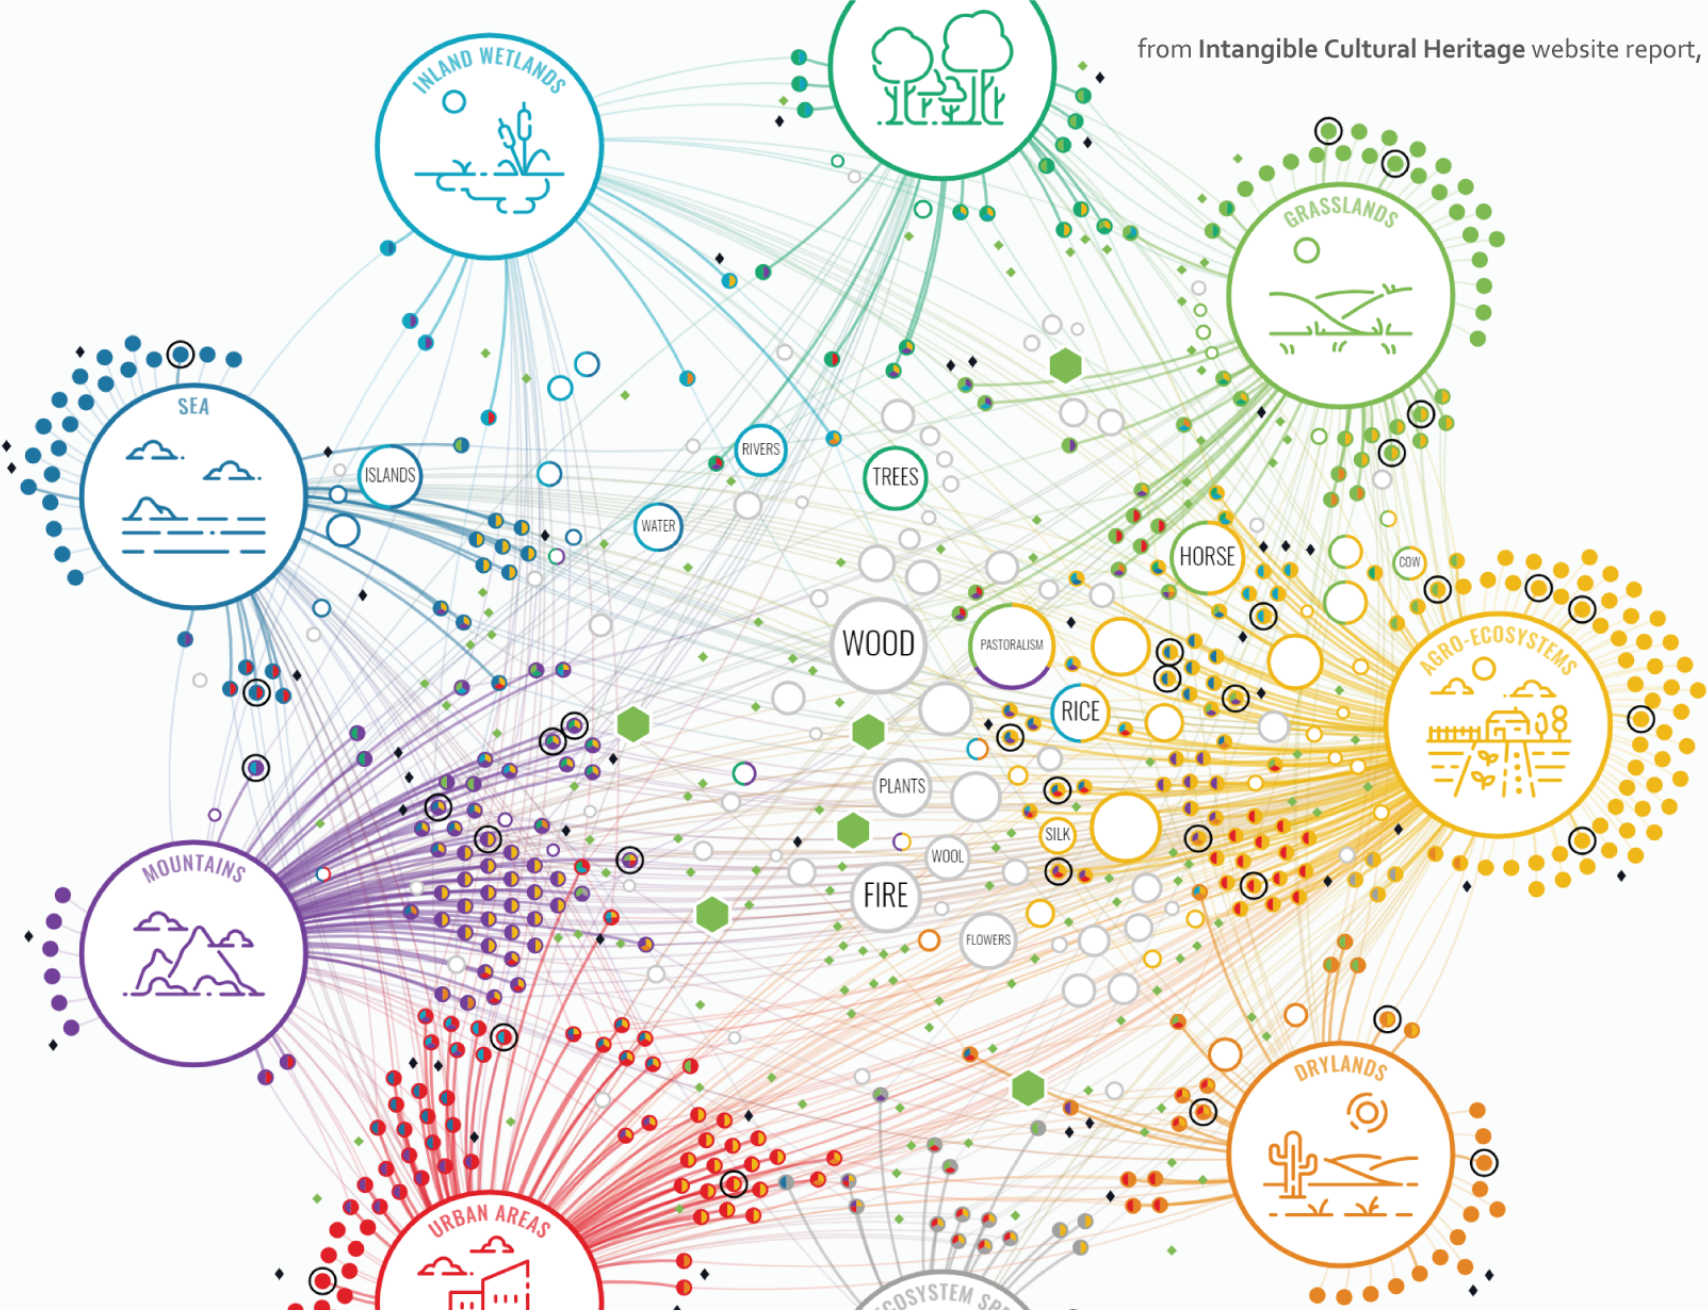 from Intangible Cultural Heritage website report,
INLAND WETLANDS
GRASSLANDS
SEA
ISLANDS
RIVERS
TREES
WATER
HORSE
COW
WOOD
PASTORALISM
AGRO-ECOSYSTEMS
RICE
PLANTS
SILK
WOOL
MOUNTAINS
FIRE
FLOWERS
DRYLANDS
URBAN AREAS